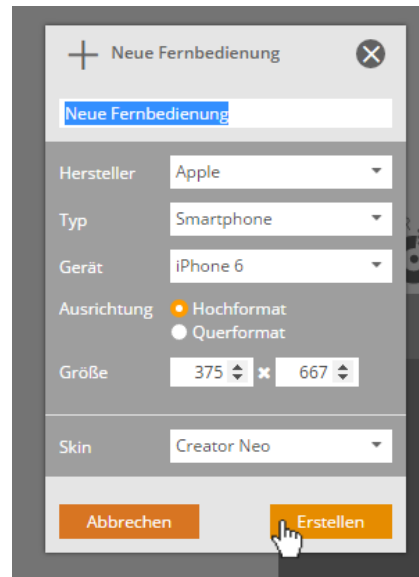 Neue Fernbedienung
Neue Fernbedienung
Hersteller Apple
Typ Smartphone
Gerät iPhone 6
Ausrichtung Hochformat
Querformat
Größe 375 × 667
Skin Creator Neo
Abbrechen Erstellen